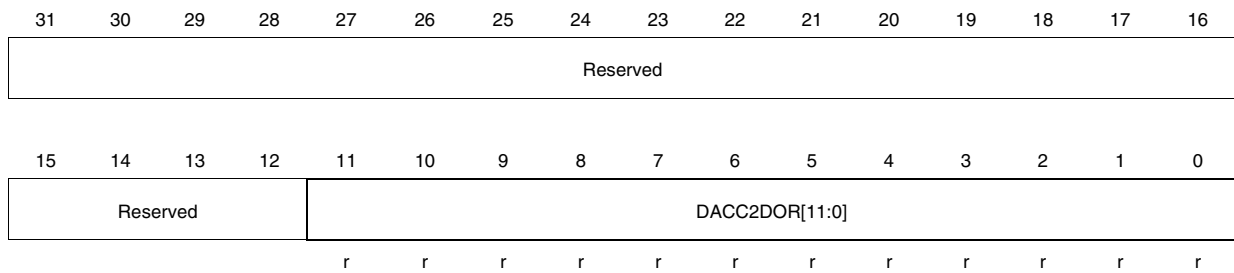 31 30 29 28 27 26 25 24 23 22 21 20 19 18 17 16
Reserved
15 14 13 12 11 10 9 8 7 6 5 4 3 2 1 0
Reserved DACC2DOR[11:0]
r r r r r r r r r r r r